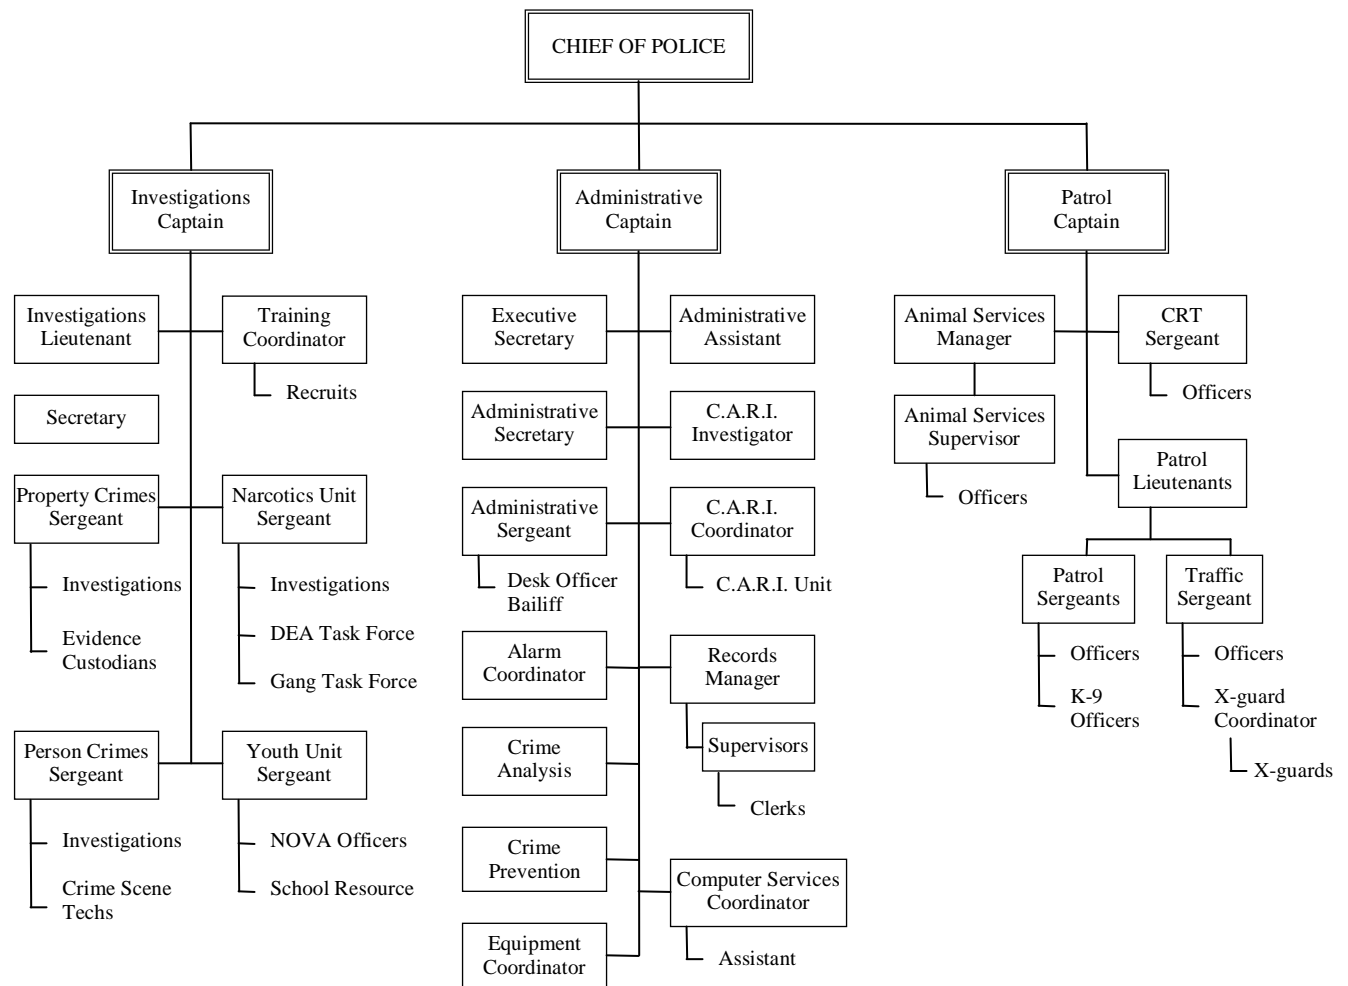 CHIEF OF POLICE
Investigations
Captain
Administrative
Captain
Patrol
Captain
Investigations
Lieutenant
Training
Coordinator
Recruits
Secretary
Property Crimes
Sergeant
Narcotics Unit
Sergeant
Investigations
Evidence
Custodians
Investigations
DEA Task Force
Gang Task Force
Person Crimes
Sergeant
Youth Unit
Sergeant
Investigations
Crime Scene
Techs
NOVA Officers
School Resource
Executive
Secretary
Administrative
Assistant
Administrative
Secretary
C.A.R.I.
Investigator
Administrative
Sergeant
C.A.R.I.
Coordinator
Desk Officer
Bailiff
C.A.R.I. Unit
Alarm
Coordinator
Records
Manager
Supervisors
Clerks
Crime
Analysis
Crime
Prevention
Computer Services
Coordinator
Assistant
Equipment
Coordinator
Animal Services
Manager
CRT
Sergeant
Officers
Animal Services
Supervisor
Officers
Patrol
Lieutenants
Patrol
Sergeants
Traffic
Sergeant
Officers
K-9
Officers
Officers
X-guard
Coordinator
X-guards